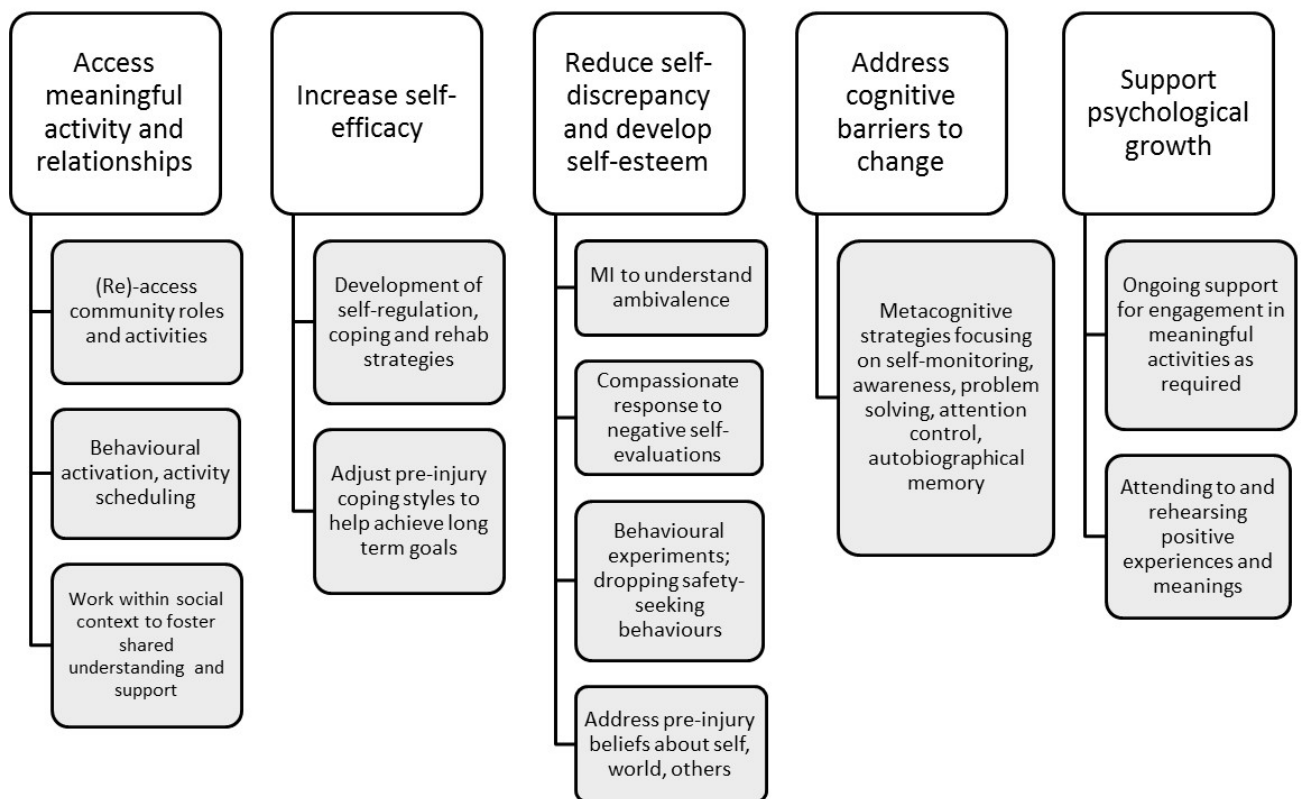 Access
meaningful
activity and
relationships
(Re)-access
community roles
and activities
Behavioural
activation, activity
scheduling
Work within social
context to foster
shared
understanding and
support
Increase self-
efficacy
Development of
self-regulation,
coping and rehab
strategies
Adjust pre-injury
coping styles to
help achieve long
term goals
Reduce self-
discrepancy
and develop
self-esteem
MI to understand
ambivalence
Compassionate
response to
negative self-
evaluations
Behavioural
experiments;
dropping safety-
seeking
behaviours
Address pre-injury
beliefs about self,
world, others
Address
cognitive
barriers to
change
Metacognitive
strategies focusing
on self-monitoring,
awareness, problem
solving, attention
control,
autobiographical
memory
Support
psychological
growth
Ongoing support
for engagement in
meaningful
activities as
required
Attending to and
rehearsing
positive
experiences and
meanings